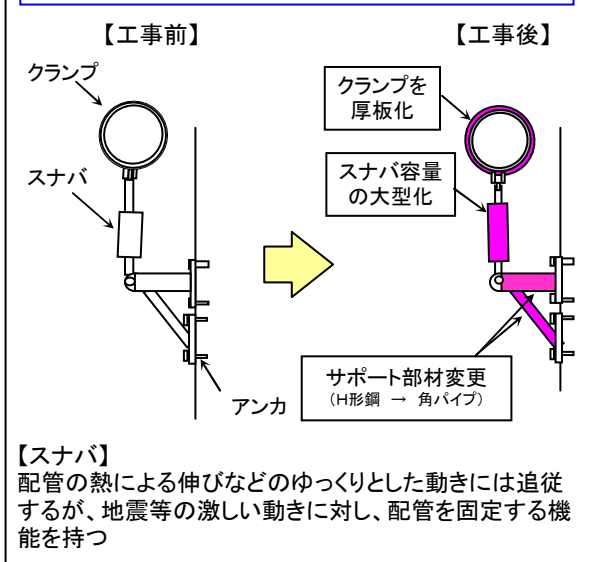 【工事前】
【工事後】
クランプ
スナバ
アンカ
クランプを
厚板化
スナバ容量
の大型化
サポート部材変更
（H形鋼 → 角パイプ）
【スナバ】
配管の熱による伸びなどのゆっくりとした動きには追従
するが、地震等の激しい動きに対し、配管を固定する機
能を持つ